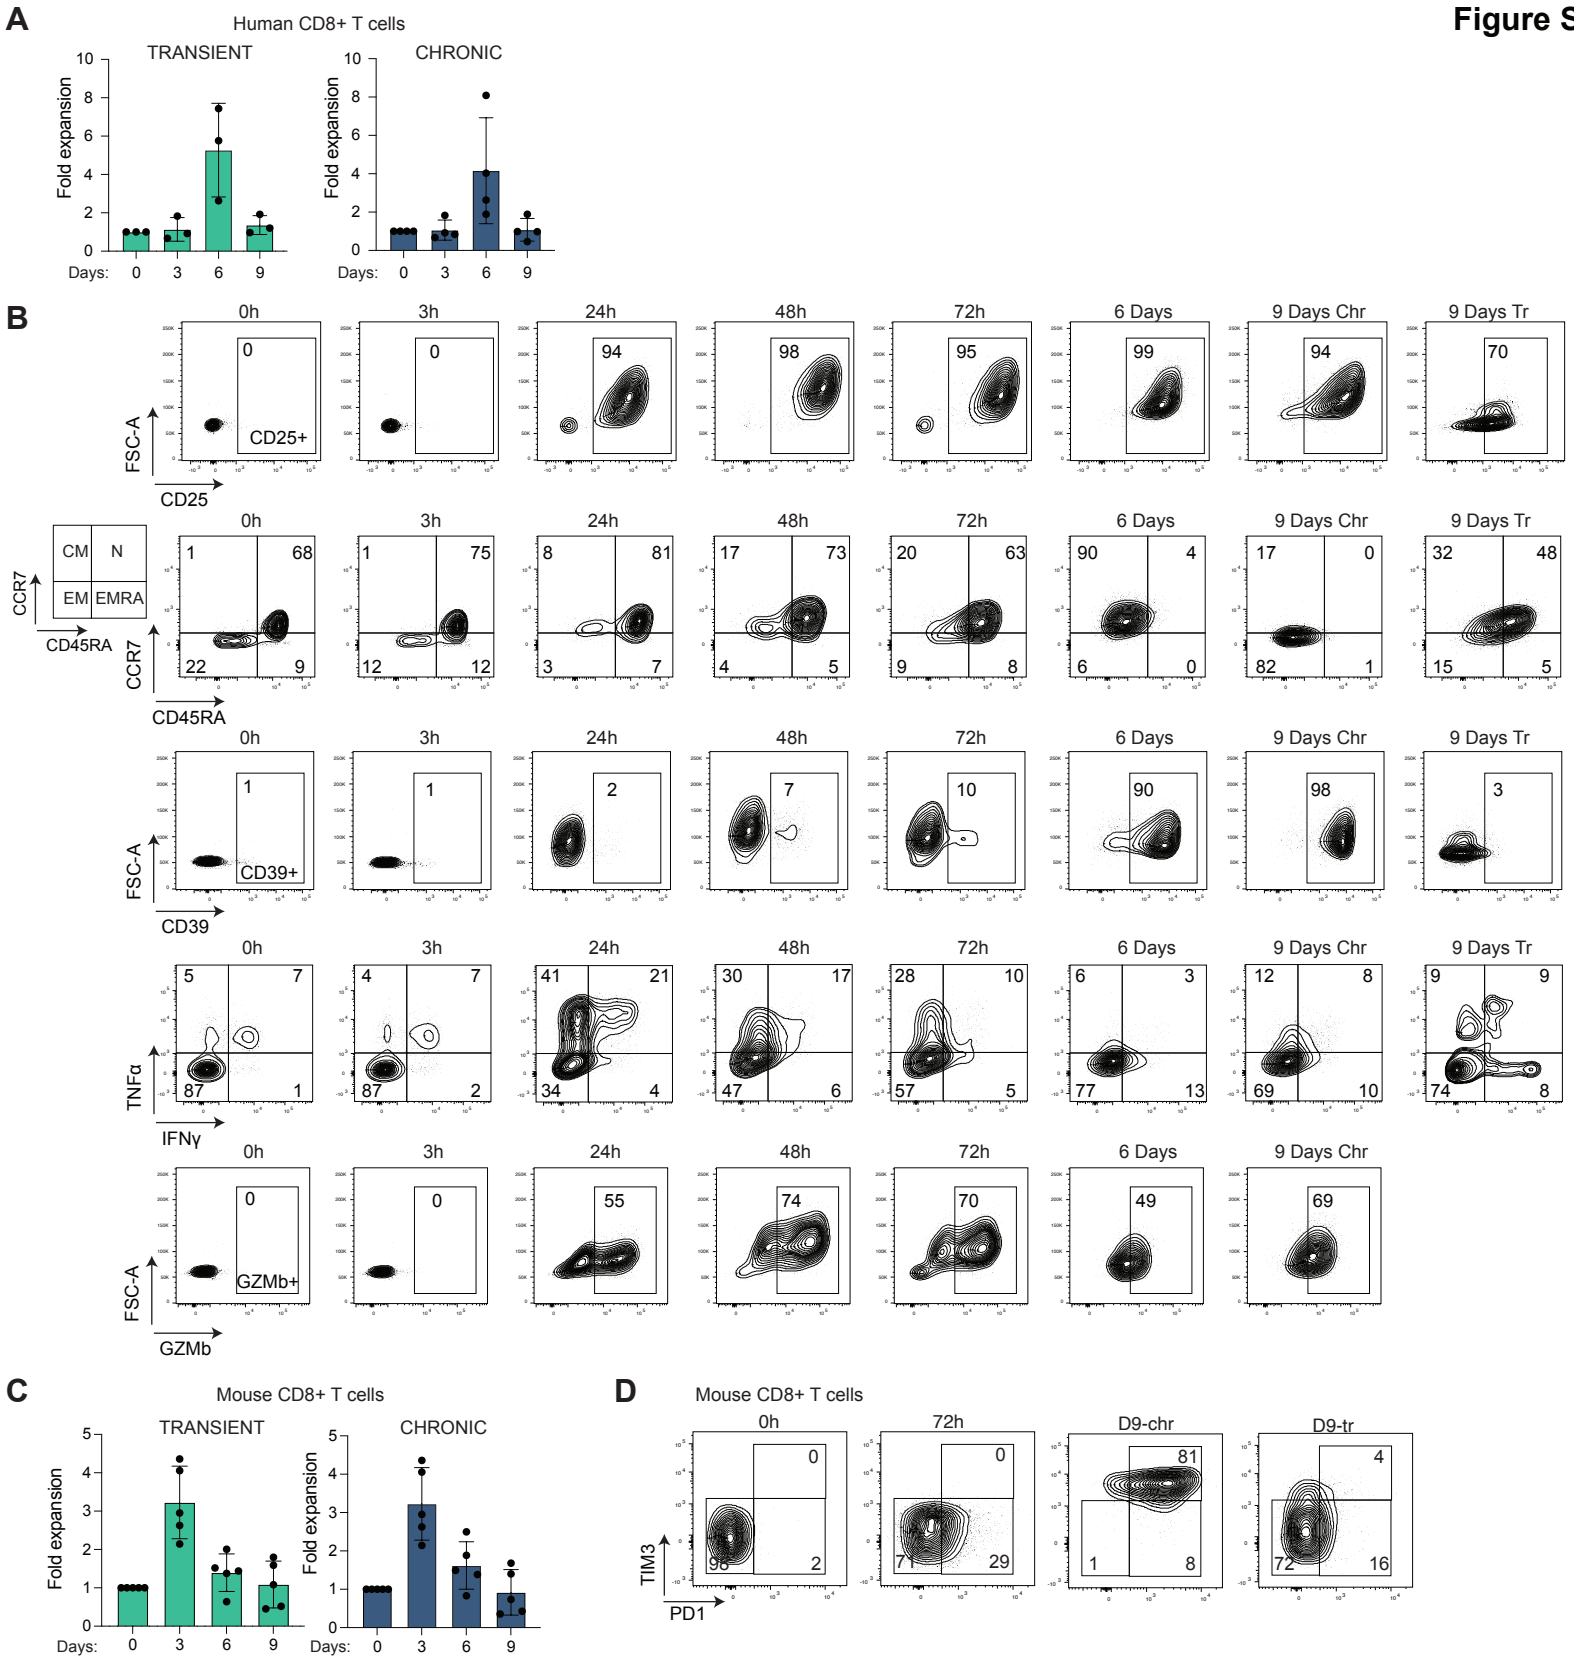 Figure S
A
Human CD8+ T cells
TRANSIENT
CHRONIC
Fold expansion
10
8
6
4
2
0
Days: 0 3 6 9
Fold expansion
10
8
6
4
2
0
Days: 0 3 6 9
B
0h 3h 24h 48h 72h 6 Days 9 Days Chr 9 Days Tr
0 0 94 98 95 99 94 70
CD25+
FSC-A
CD25
CM N
EM EMRA
CCR7
CD45RA
0h 3h 24h 48h 72h 6 Days 9 Days Chr 9 Days Tr
1 68 1 75 8 81 17 73 20 63 90 4 17 0 32 48
22 9 12 12 3 7 4 5 9 8 6 0 82 1 15 5
CCR7
CD45RA
0h 3h 24h 48h 72h 6 Days 9 Days Chr 9 Days Tr
1 1 2 7 10 90 98 3
CD39+
FSC-A
CD39
0h 3h 24h 48h 72h 6 Days 9 Days Chr 9 Days Tr
5 7 4 7 41 21 30 17 28 10 6 3 12 8 9 9
87 1 87 2 34 4 47 6 57 5 77 13 69 10 74 8
TNFα
IFNγ
0h 3h 24h 48h 72h 6 Days 9 Days Chr
0 0 55 74 70 49 69
GZMb+
FSC-A
GZMb
C
Mouse CD8+ T cells
TRANSIENT
CHRONIC
Fold expansion
5
4
3
2
1
0
Days: 0 3 6 9
Fold expansion
5
4
3
2
1
0
Days: 0 3 6 9
D
Mouse CD8+ T cells
0h 72h D9-chr D9-tr
0 0 81 4
98 2 71 29 1 8 72 16
TIM3
PD1